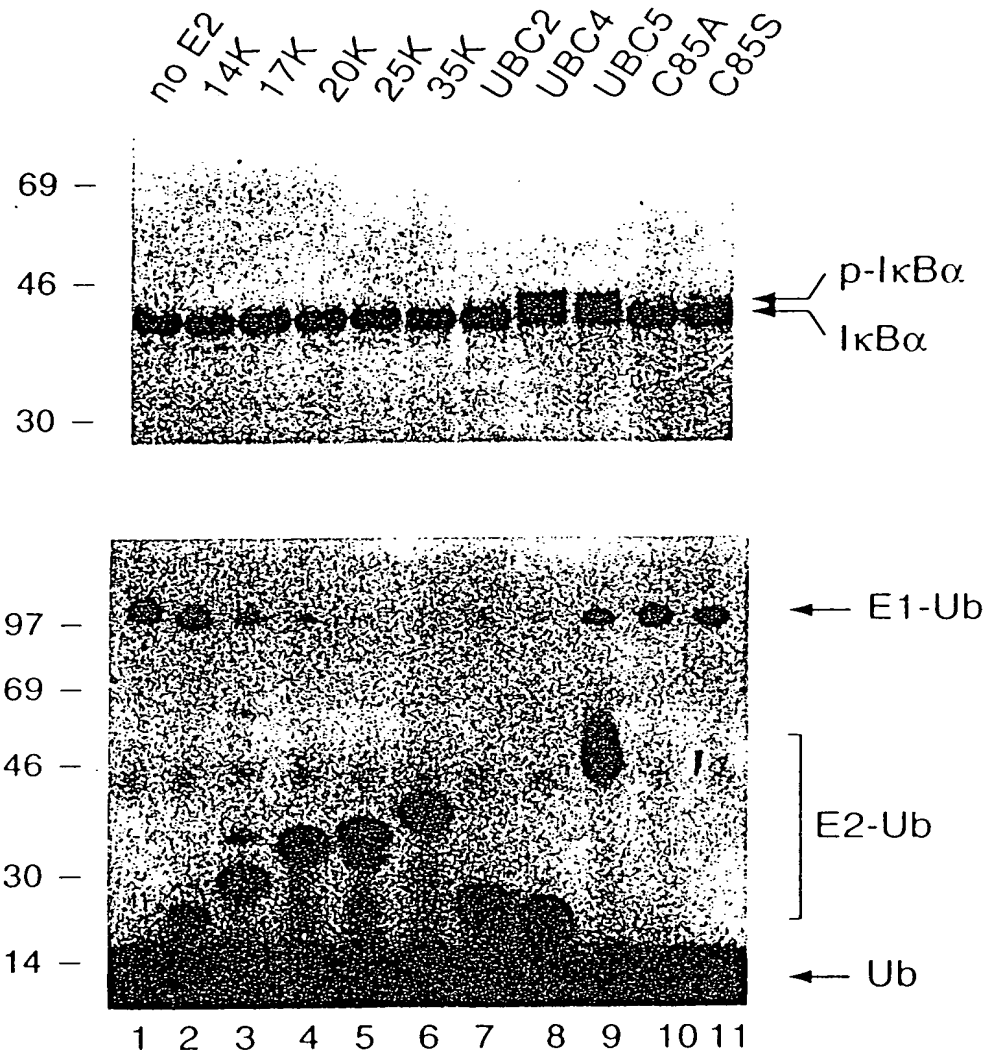 no E2 14K 17K 20K 25K 35K UBC2 UBC4 UBC5 C85A C85S
69 –
46 –
p-IκBα
IκBα
30 –
97 –
E1-Ub
69 –
46 –
E2-Ub
30 –
14 –
Ub
1 2 3 4 5 6 7 8 9 10 11